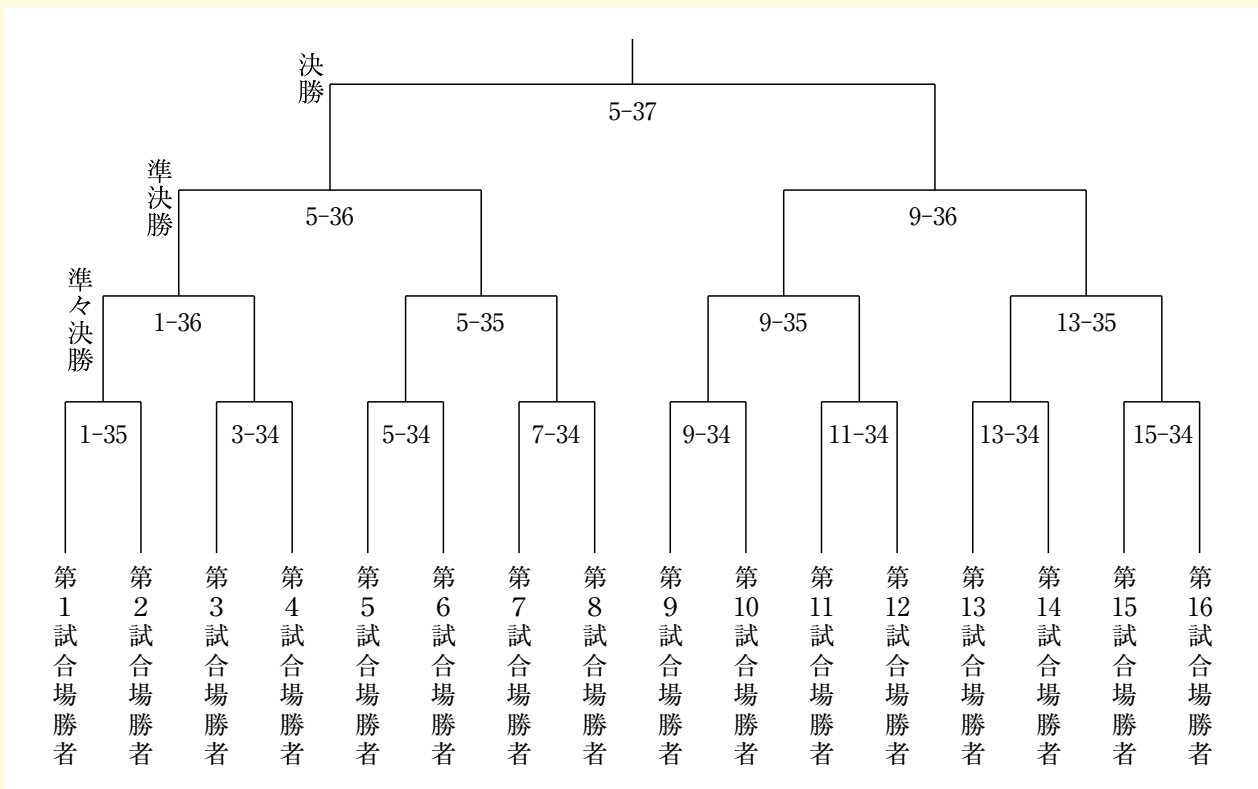 決勝
5-37
準決勝
5-36
9-36
準々決勝
1-36
5-35
9-35
13-35
1-35
3-34
5-34
7-34
9-34
11-34
13-34
15-34
第1試合場勝者
第2試合場勝者
第3試合場勝者
第4試合場勝者
第5試合場勝者
第6試合場勝者
第7試合場勝者
第8試合場勝者
第9試合場勝者
第10試合場勝者
第11試合場勝者
第12試合場勝者
第13試合場勝者
第14試合場勝者
第15試合場勝者
第16試合場勝者